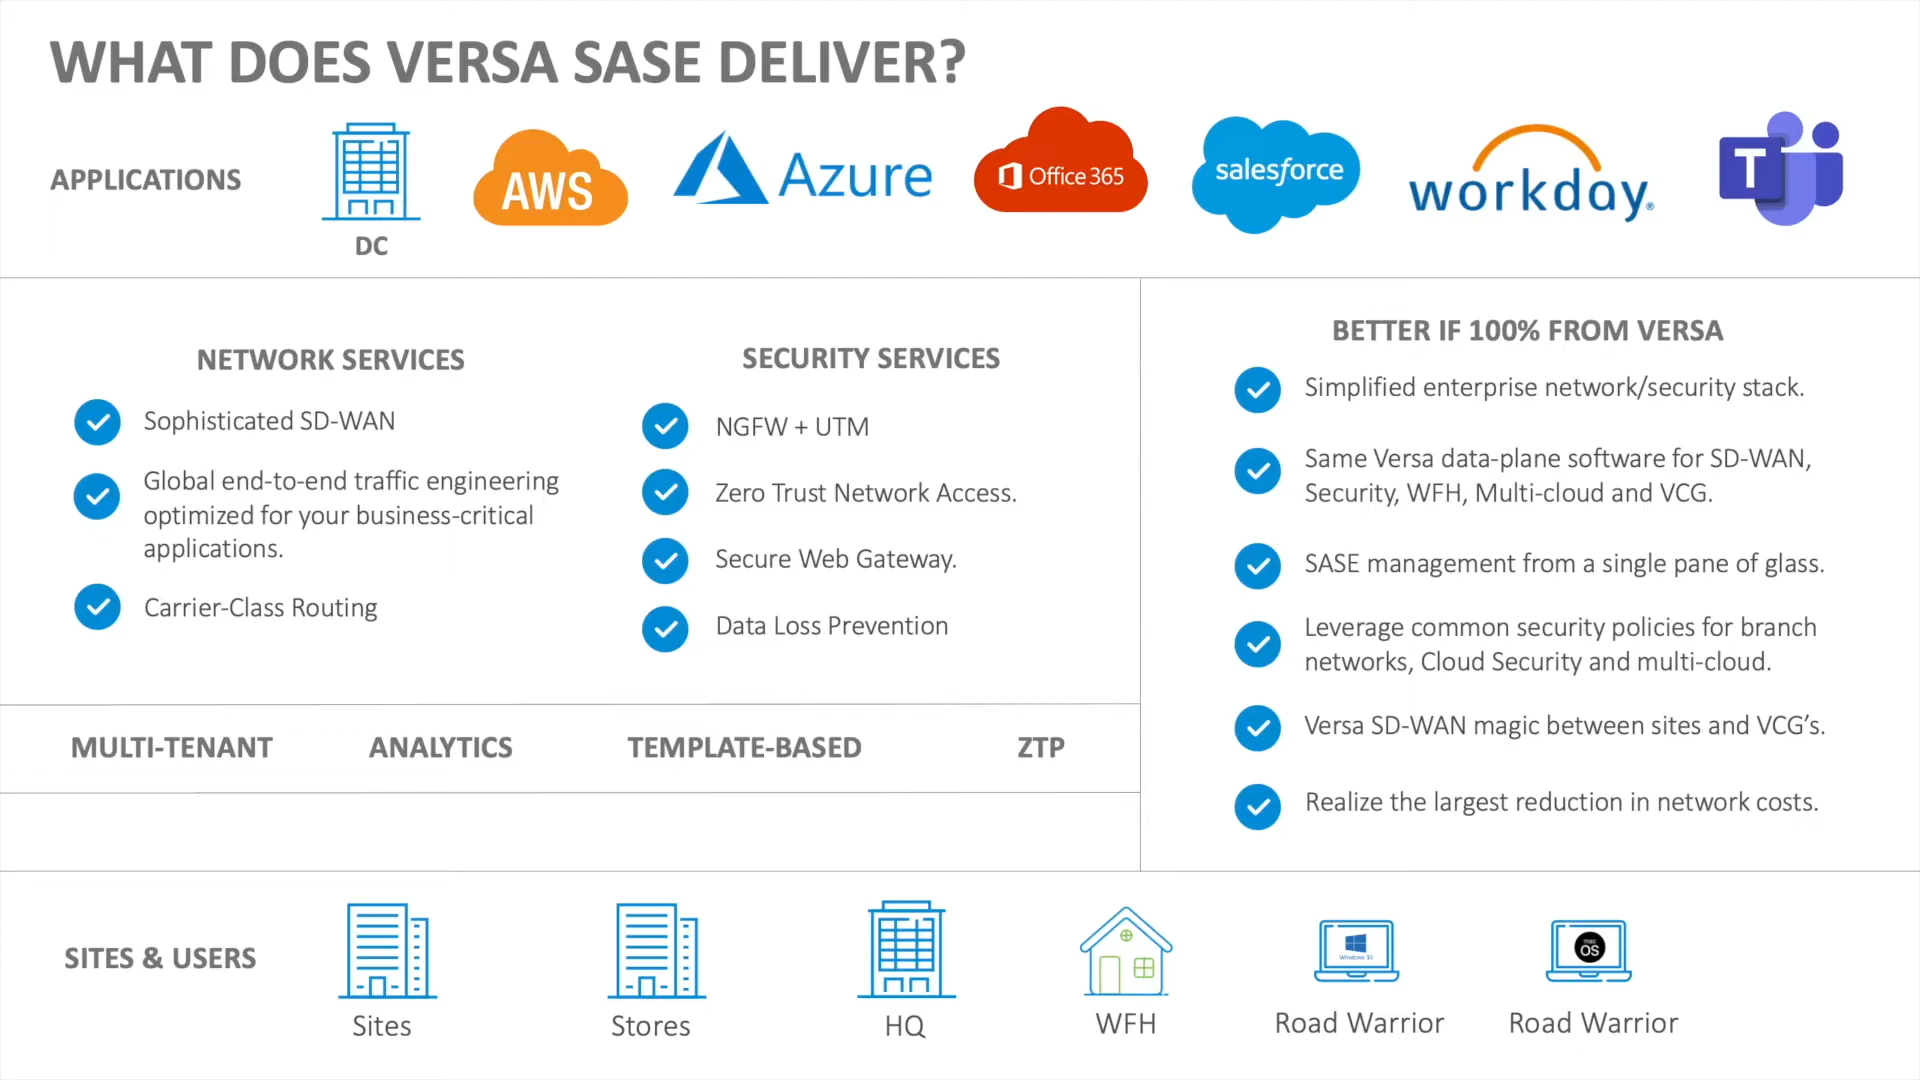 WHAT DOES VERSA SASE DELIVER?
APPLICATIONS
DC
AWS
Azure
Office 365
salesforce
workday.
T
NETWORK SERVICES
Sophisticated SD-WAN
Global end-to-end traffic engineering
optimized for your business-critical
applications.
Carrier-Class Routing
SECURITY SERVICES
NGFW + UTM
Zero Trust Network Access.
Secure Web Gateway.
Data Loss Prevention
BETTER IF 100% FROM VERSA
Simplified enterprise network/security stack.
Same Versa data-plane software for SD-WAN,
Security, WFH, Multi-cloud and VCG.
SASE management from a single pane of glass.
Leverage common security policies for branch
networks, Cloud Security and multi-cloud.
Versa SD-WAN magic between sites and VCG’s.
Realize the largest reduction in network costs.
MULTI-TENANT
ANALYTICS
TEMPLATE-BASED
ZTP
SITES & USERS
Sites
Stores
HQ
WFH
Windows 10
Road Warrior
mac
OS
Road Warrior